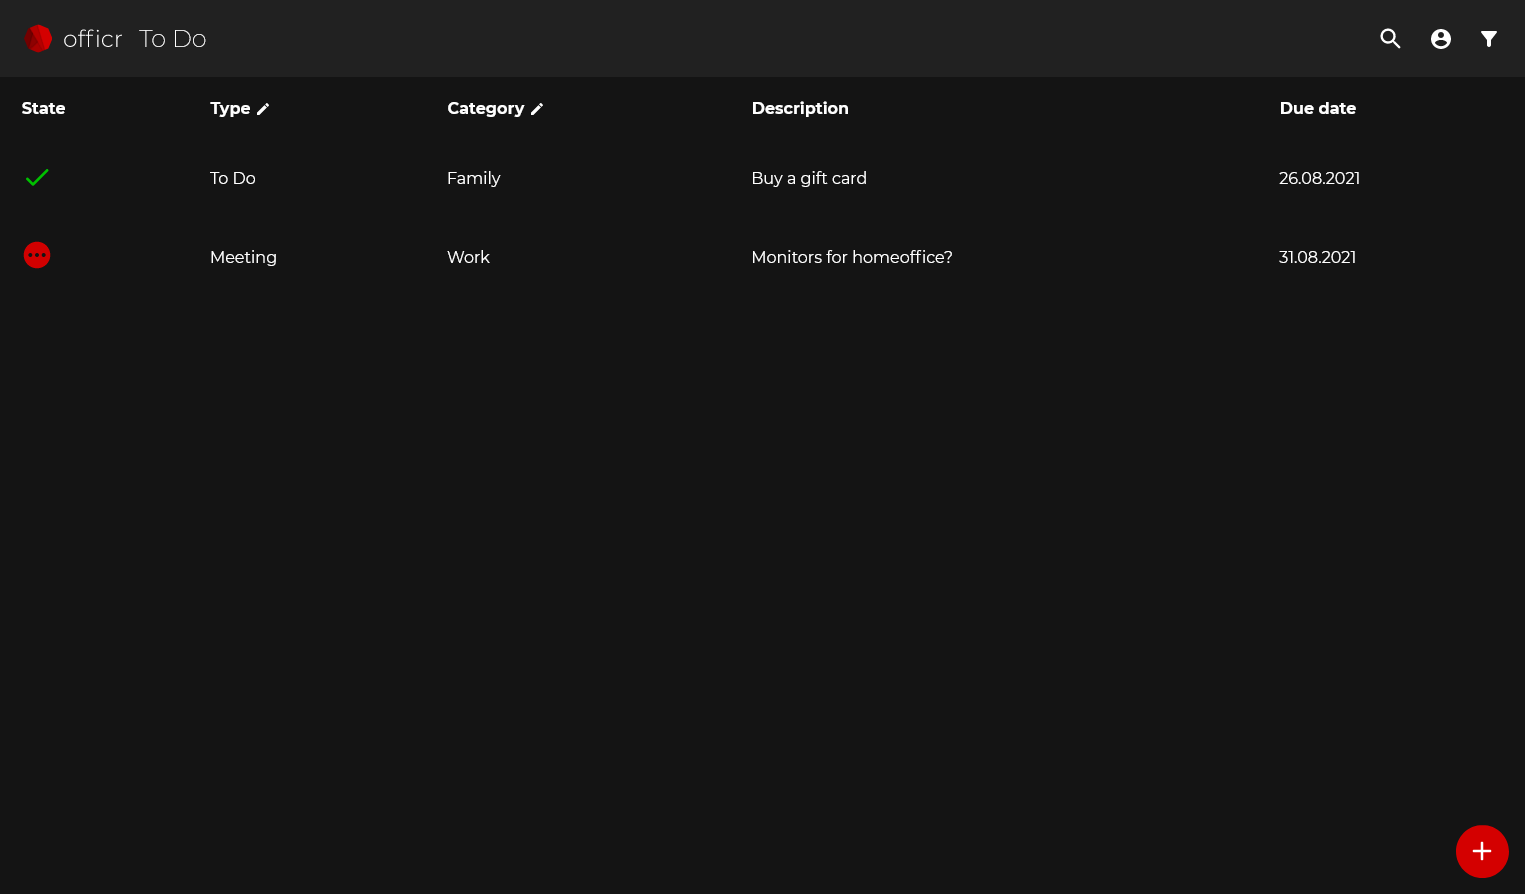 officr To Do
State Type Category Description Due date
To Do Family Buy a gift card 26.08.2021
Meeting Work Monitors for homeoffice? 31.08.2021